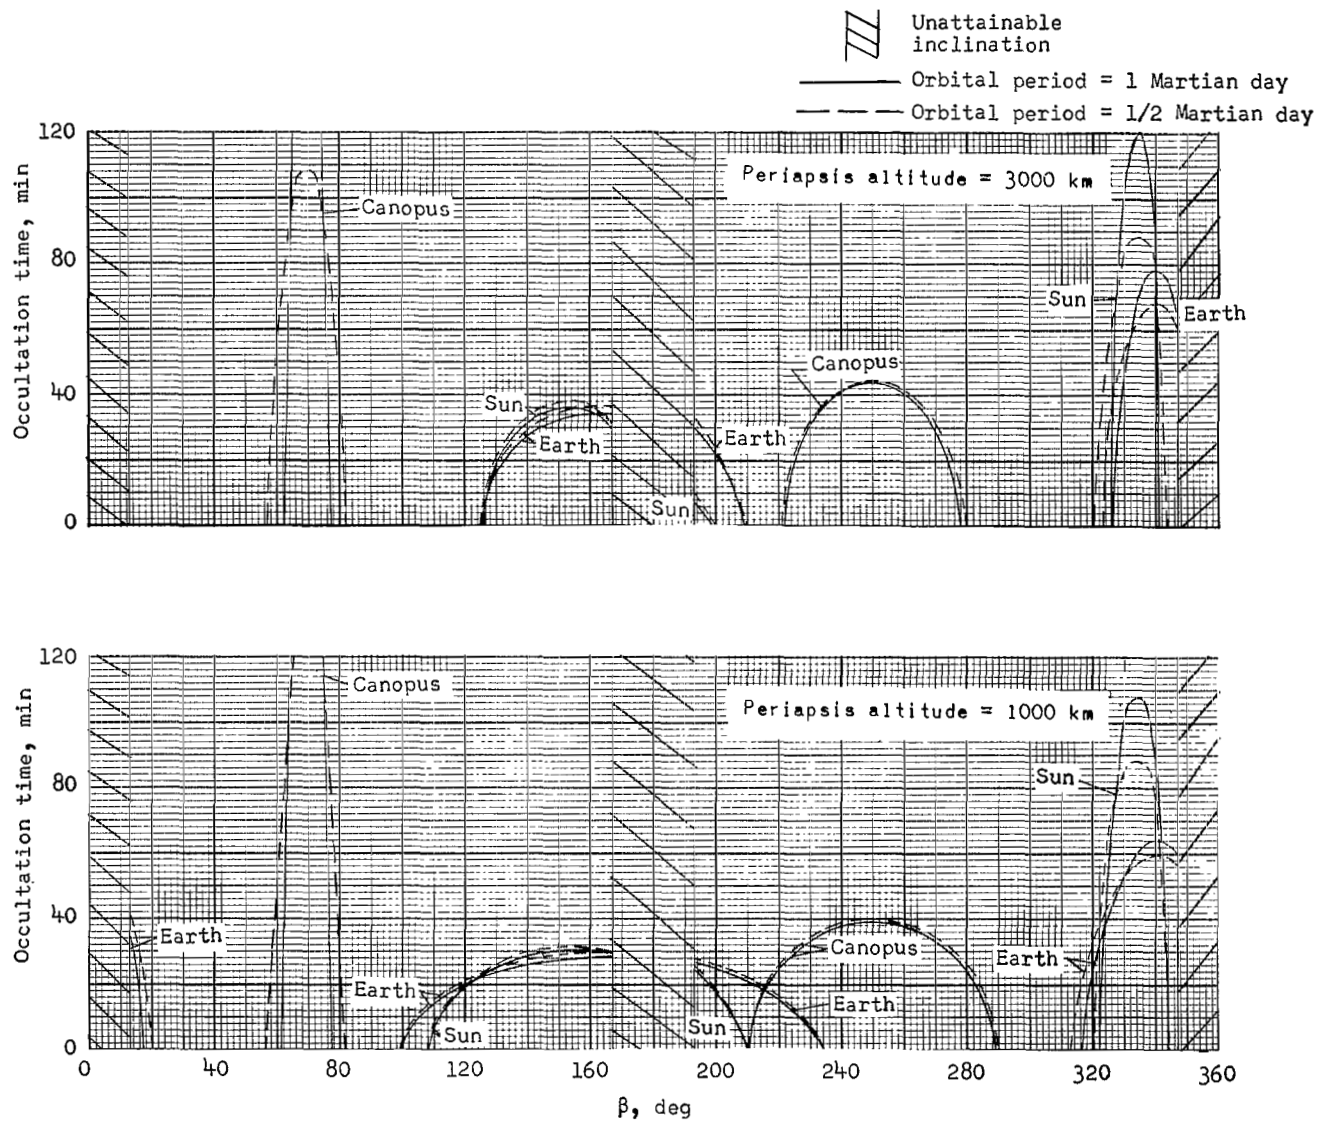 Unattainable
inclination
Orbital period = 1 Martian day
Orbital period = 1/2 Martian day
Occultation time, min
120
80
40
0
Periapsis altitude = 3000 km
Canopus
Sun
Earth
Canopus
Sun
Earth
Earth
Sun
Occultation time, min
120
80
40
0
Periapsis altitude = 1000 km
Canopus
Sun
Earth
Canopus
Earth
Earth
Earth
Sun
Sun
0 40 80 120 160 200 240 280 320 360
β, deg